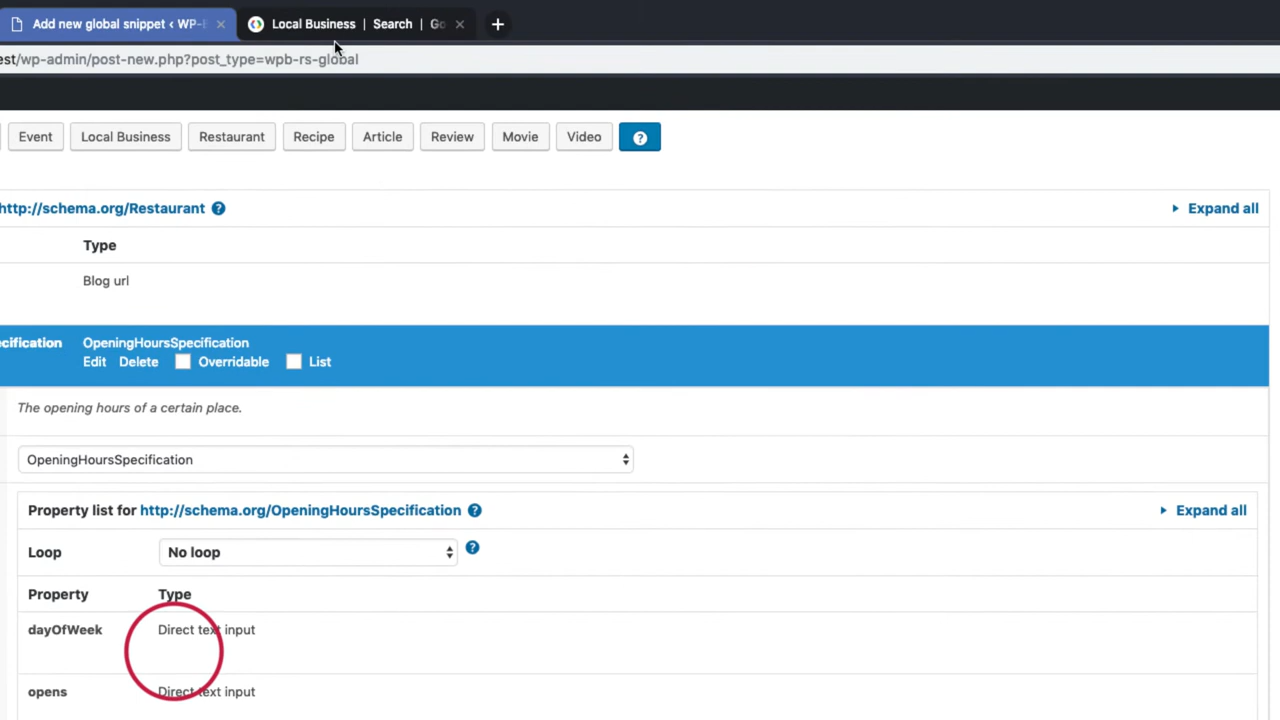 Add new global snippet ‹ WP-
Local Business | Search | Go
est/wp-admin/post-new.php?post_type=wpb-rs-global
Event Local Business Restaurant Recipe Article Review Movie Video ?
http://schema.org/Restaurant ? Expand all
Type
Blog url
ecification OpeningHoursSpecification
Edit Delete Overridable List
The opening hours of a certain place.
OpeningHoursSpecification
Property list for http://schema.org/OpeningHoursSpecification ? Expand all
Loop No loop ?
Property Type
dayOfWeek Direct text input
opens Direct text input